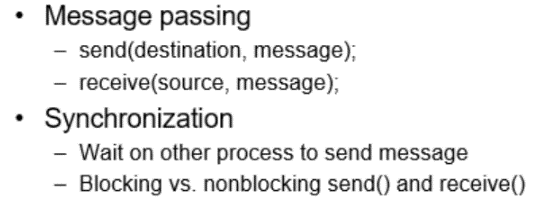 • Message passing
– send(destination, message);
– receive(source, message);
• Synchronization
– Wait on other process to send message
– Blocking vs. nonblocking send() and receive()